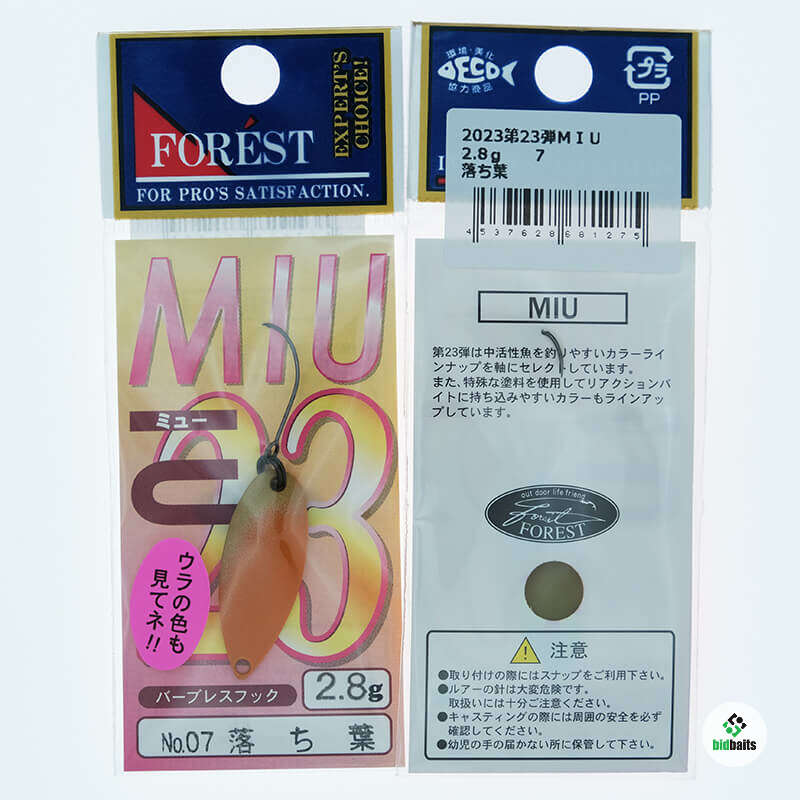 FORÉST
FOR PRO'S SATISFACTION.
EXPERT'S
CHOICE!
MIU
23
ミュー
ウラの色も
見てネ!!
バーブレスフック
2.8g
No.07 落ち葉
環境・美化
ECO
協力商品
プラ
PP
2023第23弾MIU
2.8g 7
落ち葉
4537628681275
MIU
第23弾は中活性魚を釣りやすいカラーライ
ンナップを軸にセレクトしています。
また、特殊な塗料を使用してリアクションバ
イトに持ち込みやすいカラーもラインアッ
プしています。
out door life friend
Forest
FOREST
注意
●取り付けの際にはスナップをご利用下さい。
●ルアーの針は大変危険です。
取扱いには十分ご注意ください。
●キャスティングの際には周囲の安全を必ず
確認してください。
●幼児の手の届かない所に保管して下さい。
bidbaits